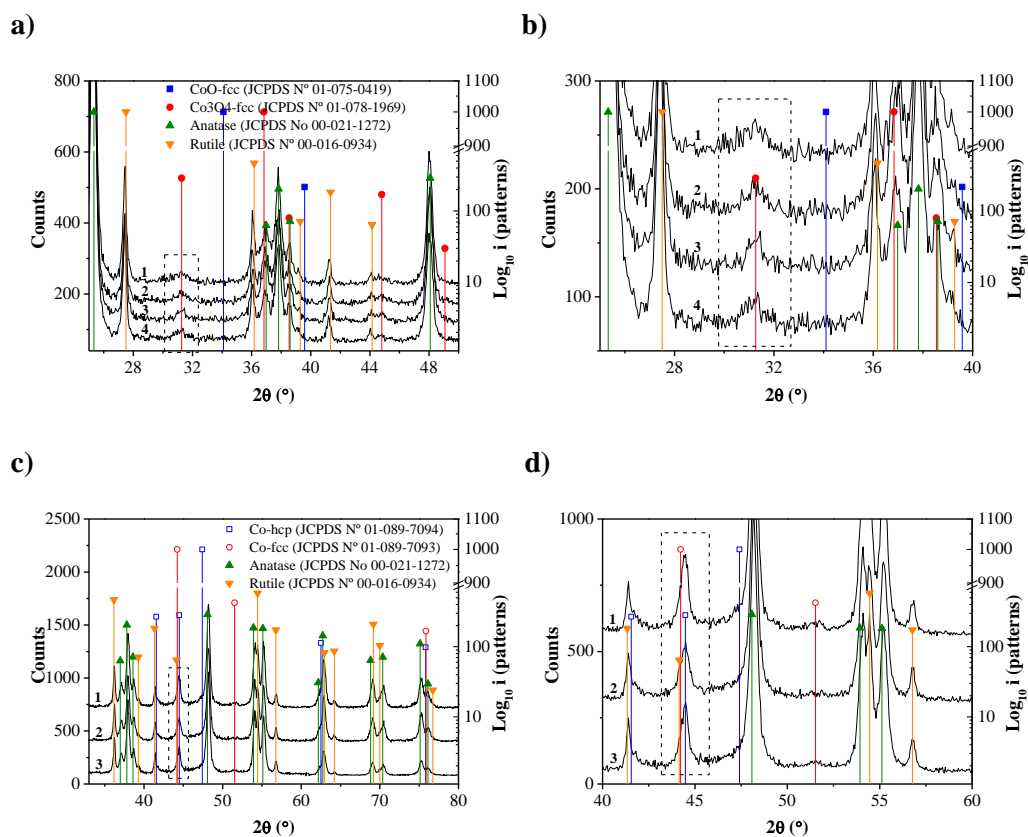 a)
b)
800
600
400
200
Counts
28
32
36
40
44
48
2θ (°)
1100
1000
900
100
10
Log10 i (patterns)
CoO-fcc (JCPDS Nº 01-075-0419)
Co3O4-fcc (JCPDS Nº 01-078-1969)
Anatase (JCPDS No 00-021-1272)
Rutile (JCPDS Nº 00-016-0934)
1
2
3
4
300
200
100
Counts
28
32
36
40
2θ (°)
1100
1000
900
100
10
Log10 i (patterns)
1
2
3
4
c)
d)
2500
2000
1500
1000
500
0
Counts
40
50
60
70
80
2θ (°)
1100
1000
900
100
10
Log10 i (patterns)
Co-hcp (JCPDS Nº 01-089-7094)
Co-fcc (JCPDS Nº 01-089-7093)
Anatase (JCPDS No 00-021-1272)
Rutile (JCPDS Nº 00-016-0934)
1
2
3
1000
500
0
Counts
40
45
50
55
60
2θ (°)
1100
1000
900
100
10
Log10 i (patterns)
1
2
3